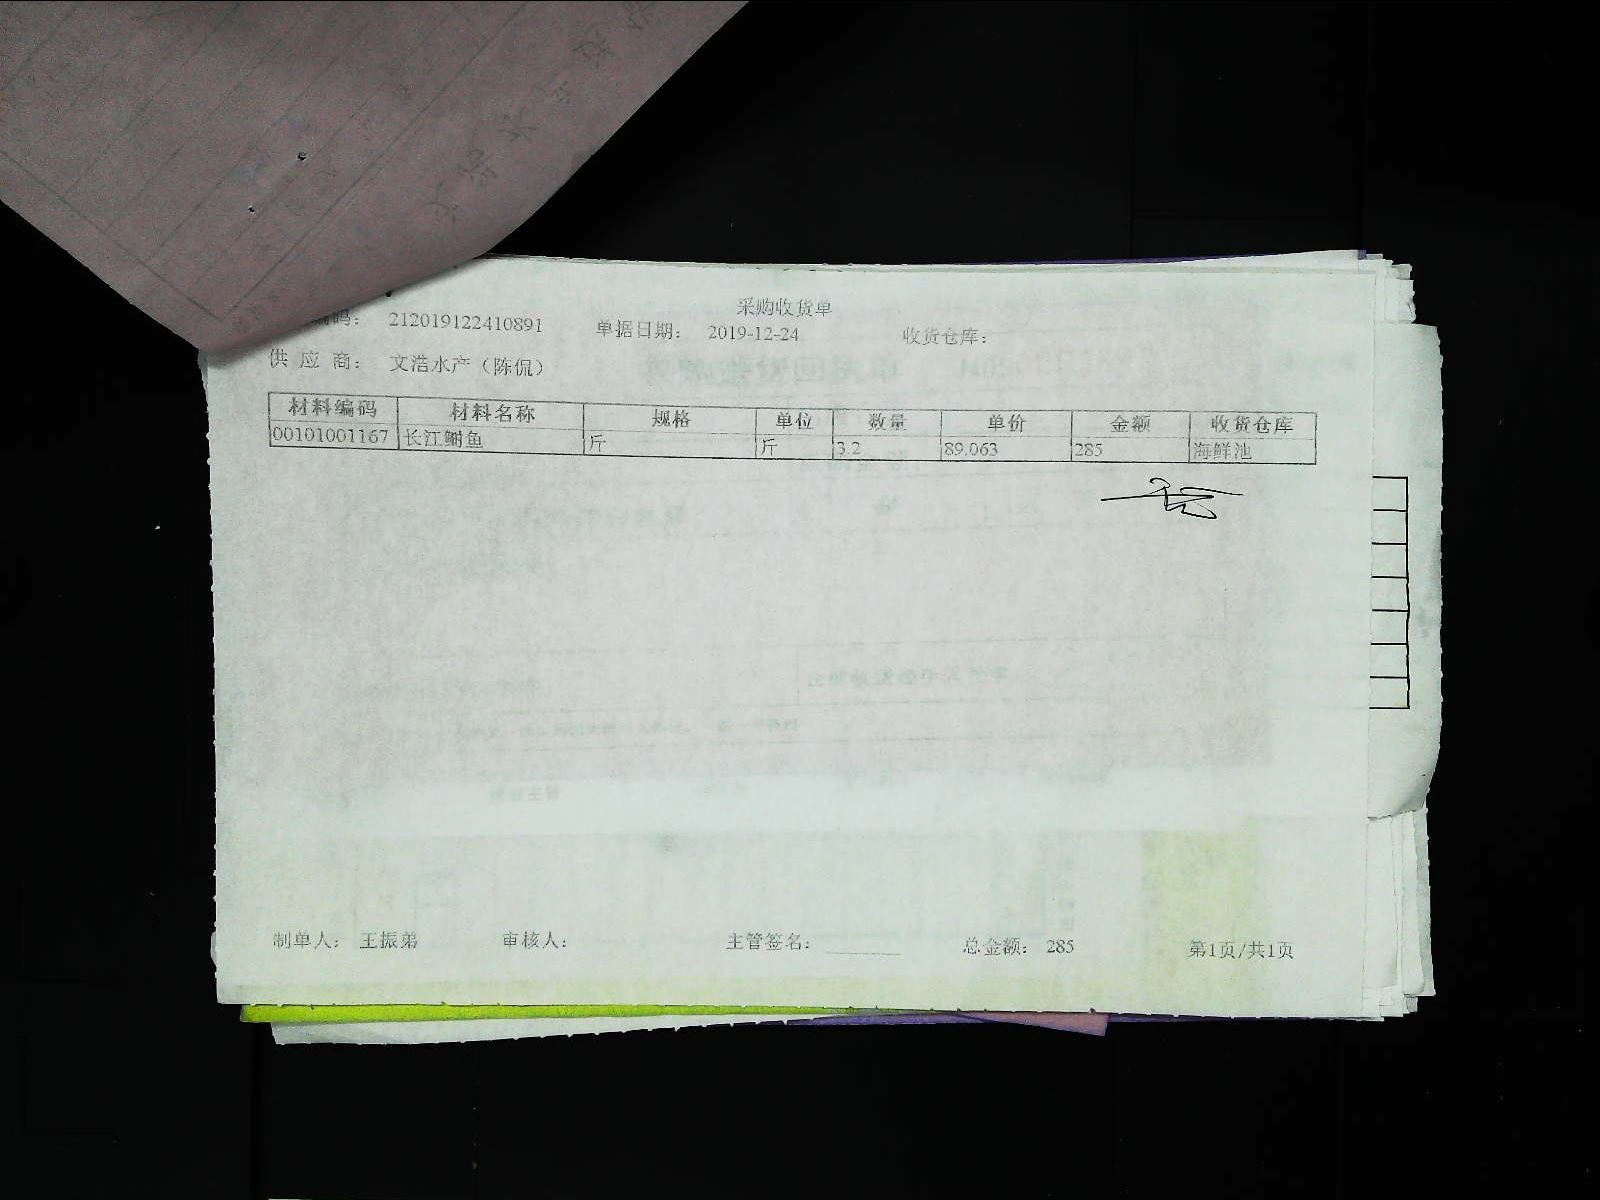 采购收货单
编码： 212019122410891 单据日期： 2019-12-24 收货仓库：
供 应 商： 文浩水产（陈侃）
材料编码 材料名称 规格 单位 数量 单价 金额 收货仓库
00101001167 长江鮰鱼 斤 斤 3.2 89.063 285 海鲜池
制单人： 王振弟 审核人： 主管签名： 总金额： 285 第1页/共1页